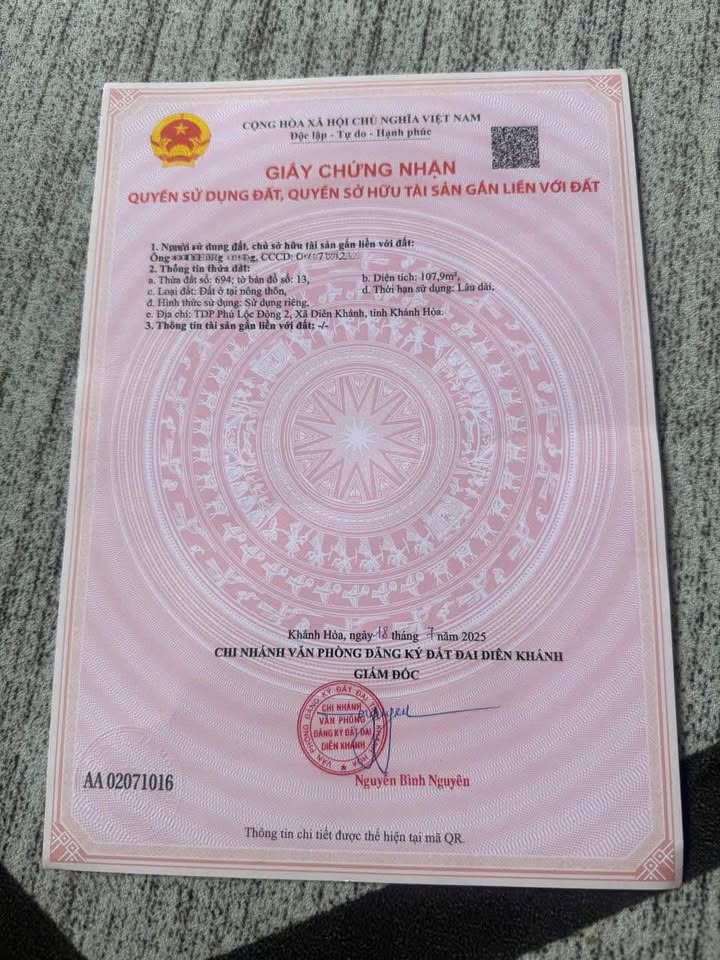 CỘNG HÒA XÃ HỘI CHỦ NGHĨA VIỆT NAM
Độc lập - Tự do - Hạnh phúc
GIẤY CHỨNG NHẬN
QUYỀN SỬ DỤNG ĐẤT, QUYỀN SỞ HỮU TÀI SẢN GẮN LIỀN VỚI ĐẤT
1. Người sử dụng đất, chủ sở hữu tài sản gắn liền với đất:
Ông CCCD:
2. Thông tin thửa đất:
a. Thửa đất số: 694; tờ bản đồ số: 13, b. Diện tích: 107,9m²,
c. Loại đất: Đất ở tại nông thôn, d. Thời hạn sử dụng: Lâu dài,
đ. Hình thức sử dụng: Sử dụng riêng,
e. Địa chỉ: TDP Phú Lộc Đông 2, Xã Diên Khánh, tỉnh Khánh Hòa.
3. Thông tin tài sản gắn liền với đất: -/-
Khánh Hòa, ngày 18 tháng 7 năm 2025
CHI NHÁNH VĂN PHÒNG ĐĂNG KÝ ĐẤT ĐAI DIÊN KHÁNH
GIÁM ĐỐC
CHI NHÁNH
VĂN PHÒNG
ĐĂNG KÝ ĐẤT ĐAI
DIÊN KHÁNH
Nguyễn Bình Nguyên
AA 02071016
Thông tin chi tiết được thể hiện tại mã QR.